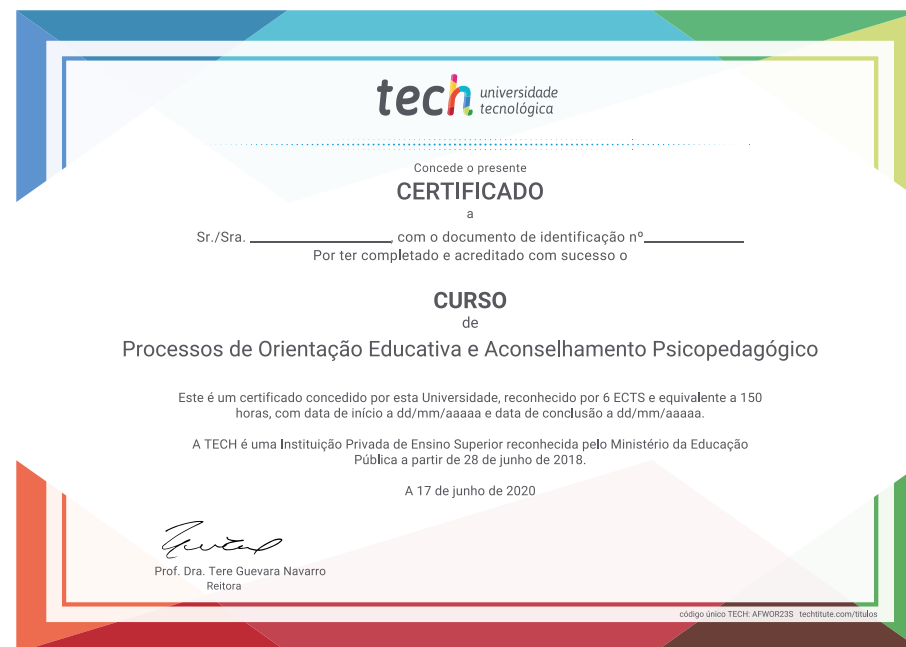 tech universidade
tecnológica
Concede o presente
CERTIFICADO
a
Sr./Sra. ________________, com o documento de identificação nº____________
Por ter completado e acreditado com sucesso o
CURSO
de
Processos de Orientação Educativa e Aconselhamento Psicopedagógico
Este é um certificado concedido por esta Universidade, reconhecido por 6 ECTS e equivalente a 150
horas, com data de início a dd/mm/aaaaa e data de conclusão a dd/mm/aaaaa.
A TECH é uma Instituição Privada de Ensino Superior reconhecida pelo Ministério da Educação
Pública a partir de 28 de junho de 2018.
A 17 de junho de 2020
Prof. Dra. Tere Guevara Navarro
Reitora
código único TECH: AFWOR23S techtitute.com/titulos